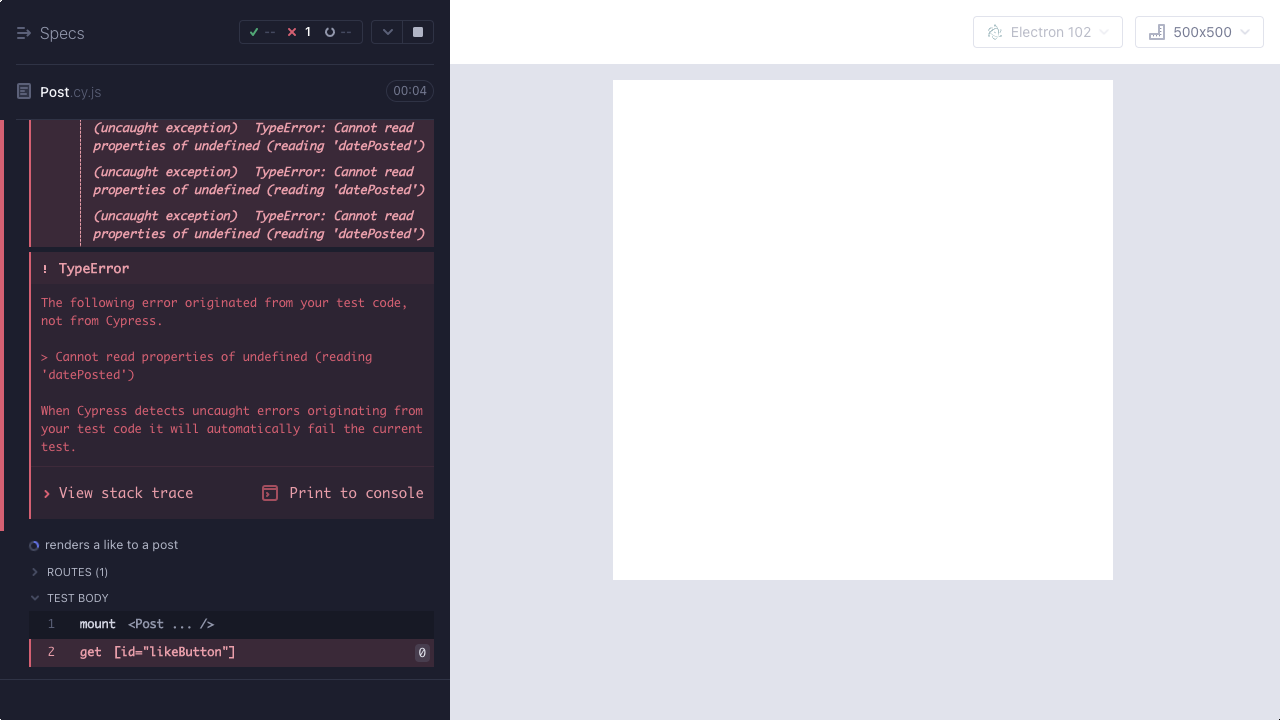 Specs
-- 1 --
Electron 102
500x500
Post.cy.js
00:04
(uncaught exception) TypeError: Cannot read
properties of undefined (reading 'datePosted')
(uncaught exception) TypeError: Cannot read
properties of undefined (reading 'datePosted')
(uncaught exception) TypeError: Cannot read
properties of undefined (reading 'datePosted')
! TypeError
The following error originated from your test code,
not from Cypress.
> Cannot read properties of undefined (reading
'datePosted')
When Cypress detects uncaught errors originating from
your test code it will automatically fail the current
test.
> View stack trace
Print to console
renders a like to a post
ROUTES (1)
TEST BODY
1 mount <Post ... />
2 get [id="likeButton"] 0